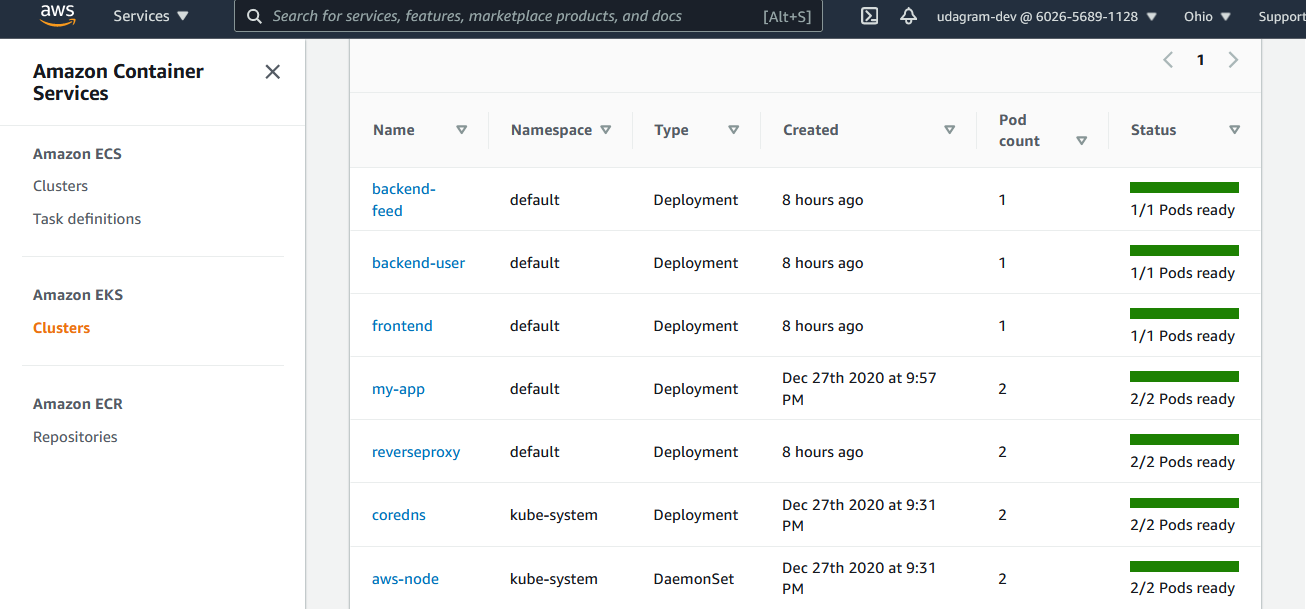 aws
Services
Search for services, features, marketplace products, and docs
[Alt+S]
udagram-dev @ 6026-5689-1128
Ohio
Support
Amazon Container
Services
Amazon ECS
Clusters
Task definitions
Amazon EKS
Clusters
Amazon ECR
Repositories
1
Name
Namespace
Type
Created
Pod
count
Status
backend-
feed
default
Deployment
8 hours ago
1
1/1 Pods ready
backend-user
default
Deployment
8 hours ago
1
1/1 Pods ready
frontend
default
Deployment
8 hours ago
1
1/1 Pods ready
my-app
default
Deployment
Dec 27th 2020 at 9:57
PM
2
2/2 Pods ready
reverseproxy
default
Deployment
8 hours ago
2
2/2 Pods ready
coredns
kube-system
Deployment
Dec 27th 2020 at 9:31
PM
2
2/2 Pods ready
aws-node
kube-system
DaemonSet
Dec 27th 2020 at 9:31
PM
2
2/2 Pods ready